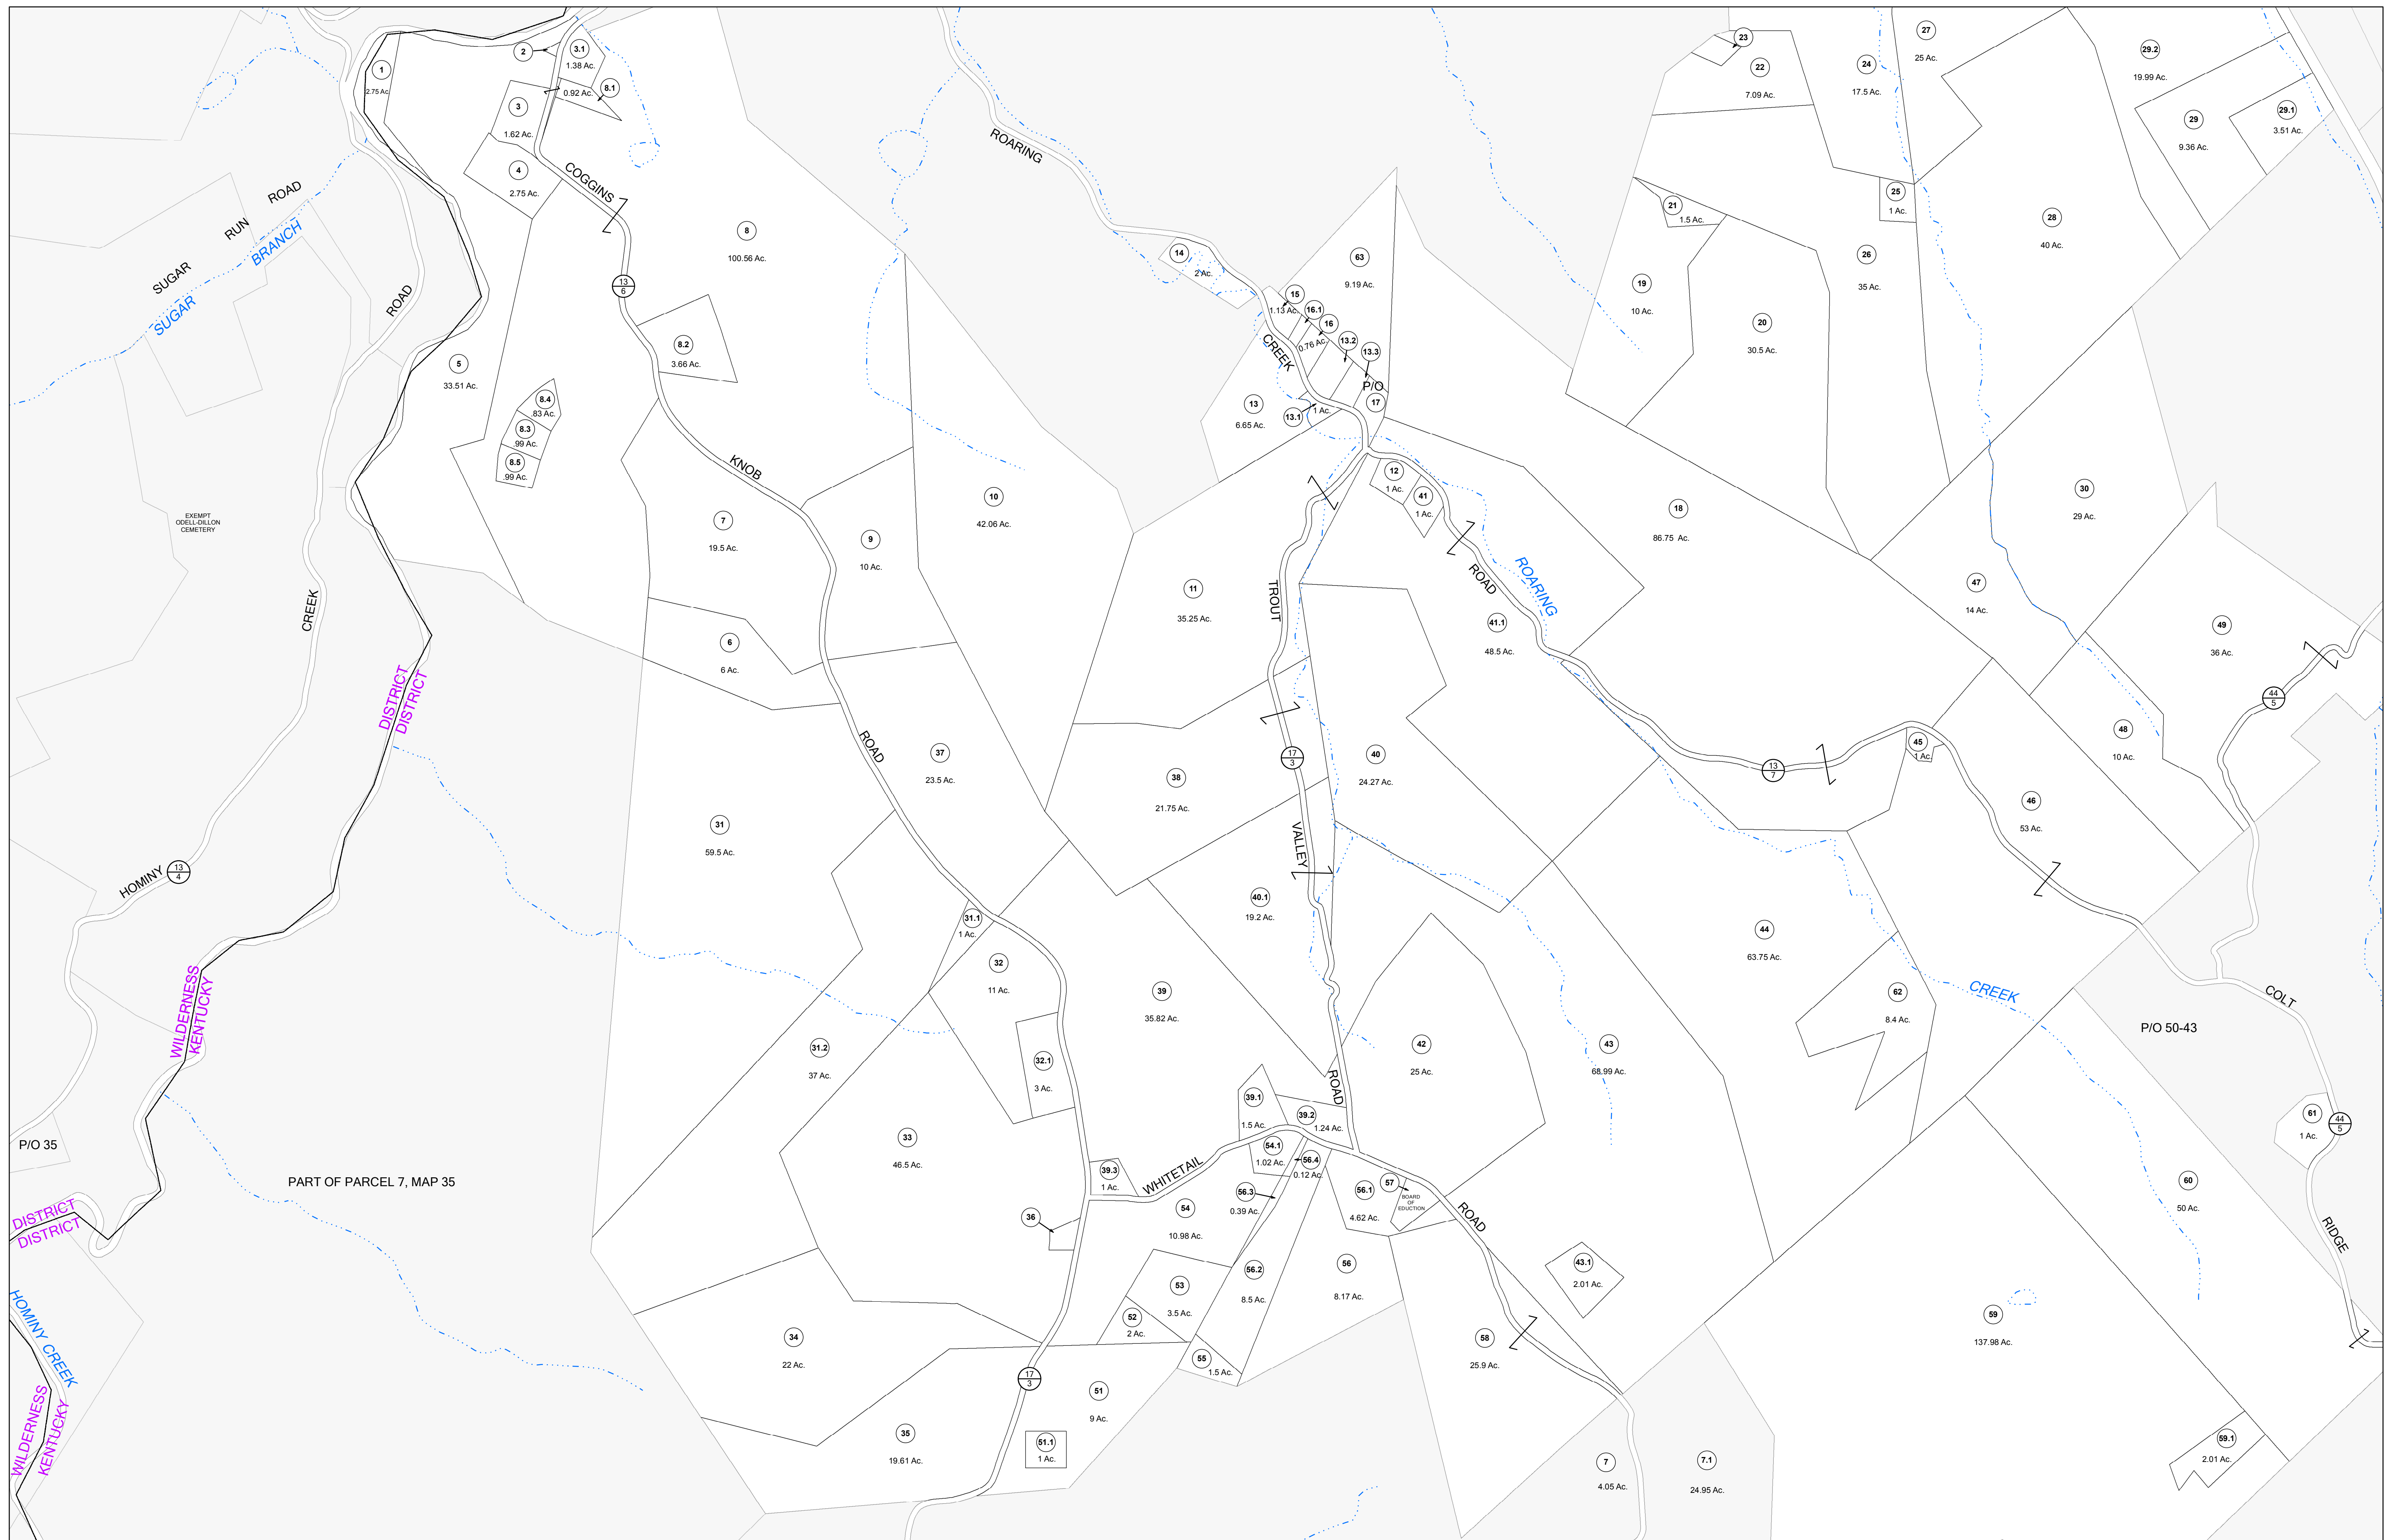 1
2.75 Ac.
2
3.1
1.38 Ac.
8.1
0.92 Ac.
3
1.62 Ac.
4
2.75 Ac.
COGGINS
ROARING
23
22
7.09 Ac.
24
17.5 Ac.
27
25 Ac.
29.2
19.99 Ac.
29
9.36 Ac.
29.1
3.51 Ac.
SUGAR RUN ROAD
SUGAR BRANCH
ROAD
8
100.56 Ac.
13
6
14
2 Ac.
63
9.19 Ac.
21
1.5 Ac.
25
1 Ac.
28
40 Ac.
26
35 Ac.
19
10 Ac.
20
30.5 Ac.
15
1.13 Ac.
16.1
16
0.76 Ac.
13.2
13.3
CREEK
P/O
17
5
33.51 Ac.
8.2
3.66 Ac.
8.4
.83 Ac.
8.3
.99 Ac.
8.5
.99 Ac.
13
6.65 Ac.
13.1
1 Ac.
KNOB
12
1 Ac.
41
1 Ac.
10
42.06 Ac.
18
86.75 Ac.
30
29 Ac.
EXEMPT
ODELL-DILLON
CEMETERY
7
19.5 Ac.
9
10 Ac.
11
35.25 Ac.
TROUT
ROAD
ROARING
47
14 Ac.
CREEK
6
6 Ac.
41.1
48.5 Ac.
49
36 Ac.
DISTRICT
DISTRICT
44
5
48
10 Ac.
ROAD
37
23.5 Ac.
38
21.75 Ac.
17
3
40
24.27 Ac.
13
7
45
1 Ac.
46
53 Ac.
31
59.5 Ac.
VALLEY
HOMINY
13
4
40.1
19.2 Ac.
31.1
1 Ac.
32
11 Ac.
44
63.75 Ac.
39
35.82 Ac.
62
8.4 Ac.
CREEK
COLT
WILDERNESS
KENTUCKY
P/O 50-43
31.2
37 Ac.
32.1
3 Ac.
42
25 Ac.
43
68.99 Ac.
ROAD
39.1
1.5 Ac.
39.2
1.24 Ac.
61
1 Ac.
44
5
P/O 35
33
46.5 Ac.
54.1
1.02 Ac.
56.4
0.12 Ac.
39.3
1 Ac.
WHITETAIL
PART OF PARCEL 7, MAP 35
56.3
0.39 Ac.
56.1
4.62 Ac.
57
BOARD
OF
EDUCTION
60
50 Ac.
DISTRICT
DISTRICT
36
54
10.98 Ac.
ROAD
RIDGE
56.2
8.5 Ac.
56
8.17 Ac.
43.1
2.01 Ac.
53
3.5 Ac.
52
2 Ac.
59
137.98 Ac.
HOMINY CREEK
34
22 Ac.
58
25.9 Ac.
55
1.5 Ac.
17
3
51
9 Ac.
WILDERNESS
KENTUCKY
35
19.61 Ac.
51.1
1 Ac.
59.1
2.01 Ac.
7
4.05 Ac.
7.1
24.95 Ac.